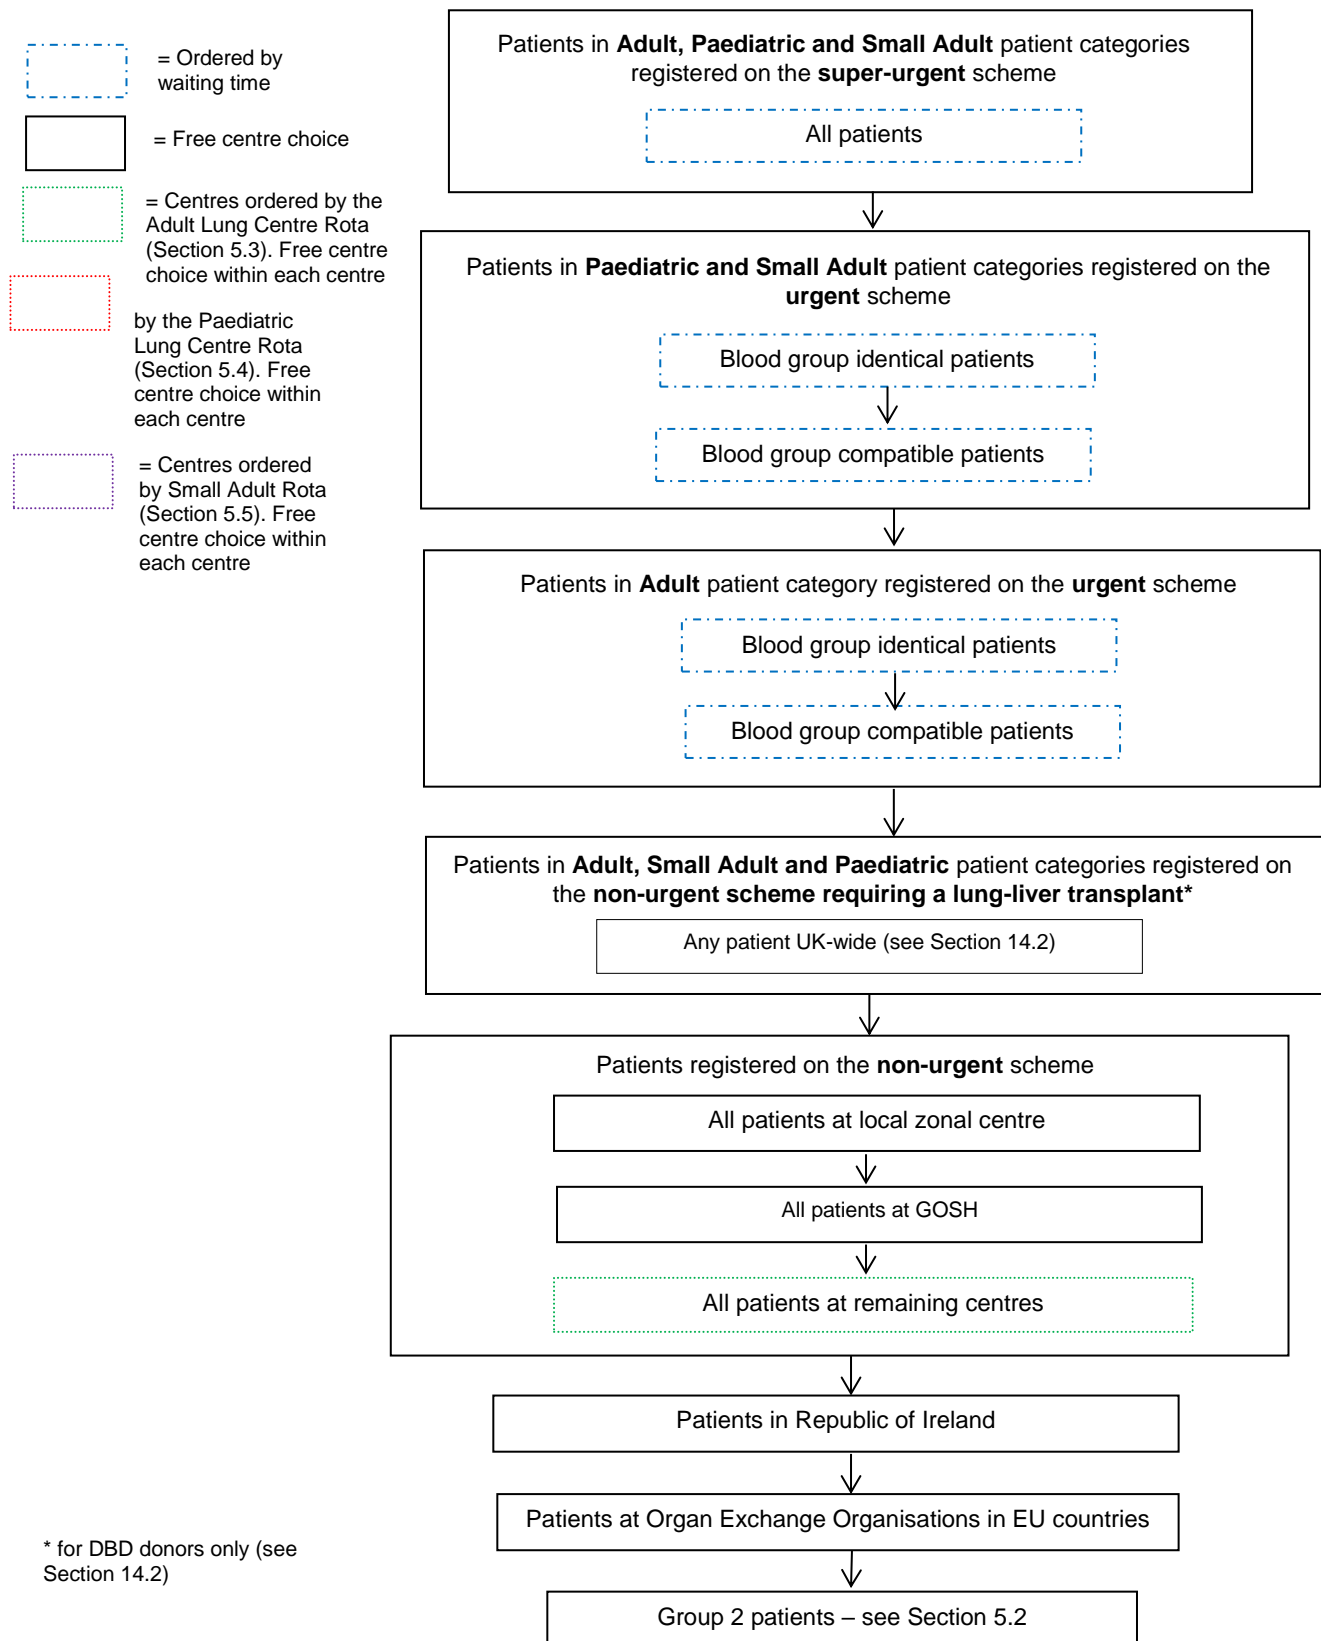 = Ordered by
waiting time
= Free centre choice
= Centres ordered by the
Adult Lung Centre Rota
(Section 5.3). Free centre
choice within each centre
by the Paediatric
Lung Centre Rota
(Section 5.4). Free
centre choice within
each centre
= Centres ordered
by Small Adult Rota
(Section 5.5). Free
centre choice within
each centre
Patients in Adult, Paediatric and Small Adult patient categories
registered on the super-urgent scheme
All patients
Patients in Paediatric and Small Adult patient categories registered on the
urgent scheme
Blood group identical patients
Blood group compatible patients
Patients in Adult patient category registered on the urgent scheme
Blood group identical patients
Blood group compatible patients
Patients in Adult, Small Adult and Paediatric patient categories registered on
the non-urgent scheme requiring a lung-liver transplant*
Any patient UK-wide (see Section 14.2)
Patients registered on the non-urgent scheme
All patients at local zonal centre
All patients at GOSH
All patients at remaining centres
Patients in Republic of Ireland
Patients at Organ Exchange Organisations in EU countries
Group 2 patients – see Section 5.2
* for DBD donors only (see
Section 14.2)